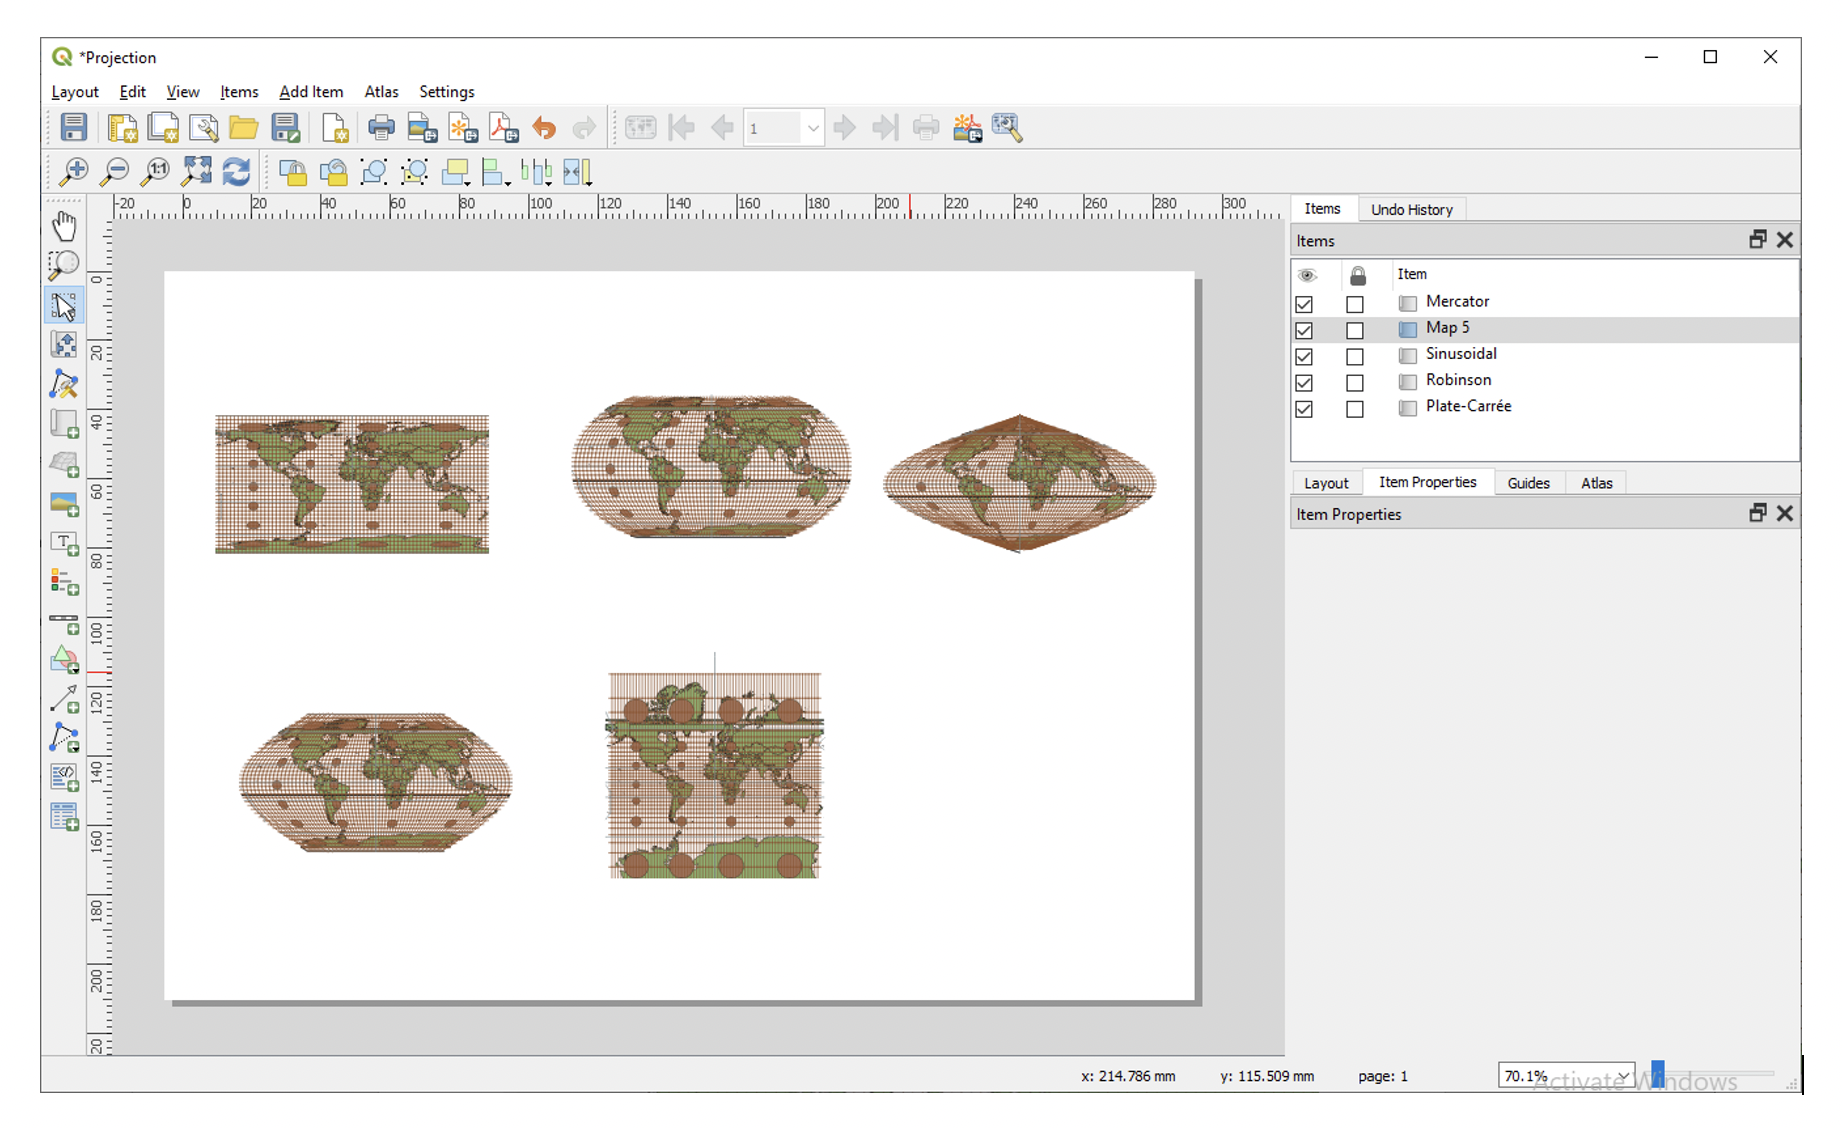 *Projection
Layout Edit View Items Add Item Atlas Settings
1
1:1
-20 0 20 40 60 80 100 120 140 160 180 200 220 240 260 280 300
Items Undo History
Items
Item
Mercator
Map 5
Sinusoidal
Robinson
Plate-Carrée
Layout Item Properties Guides Atlas
Item Properties
0
20
40
60
80
100
120
140
160
180
200
20
x: 214.786 mm y: 115.509 mm page: 1 70.1%
Activate Windows